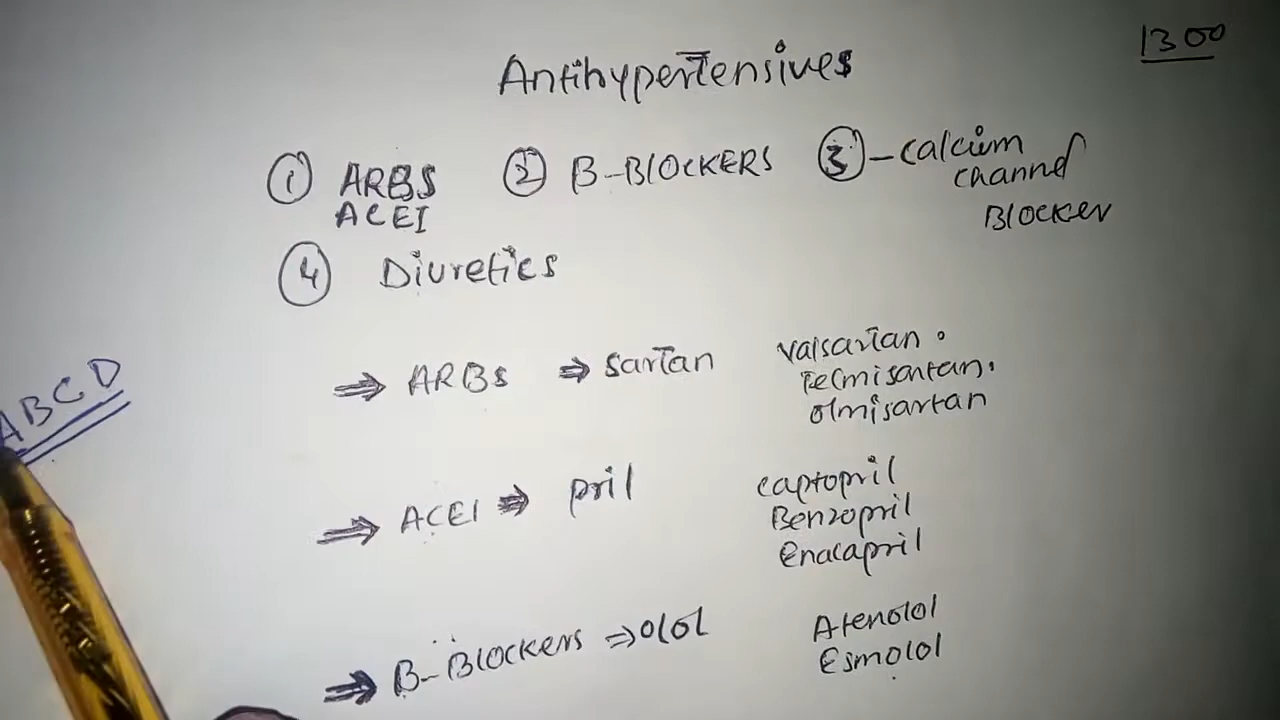 1300
Antihypertensives
① ARBS ② B-BLOCKERS ③ - calcium
ACEI channel
Blocker
④ Diuretics
⇒ ARBs ⇒ sartan valsartan.
Telmisartan.
olmisartan
ABCD
⇒ ACEI ⇒ pril captopril
Benzopril
Enacapril
⇒ B-Blockers ⇒ olol Atenolol
Esmolol